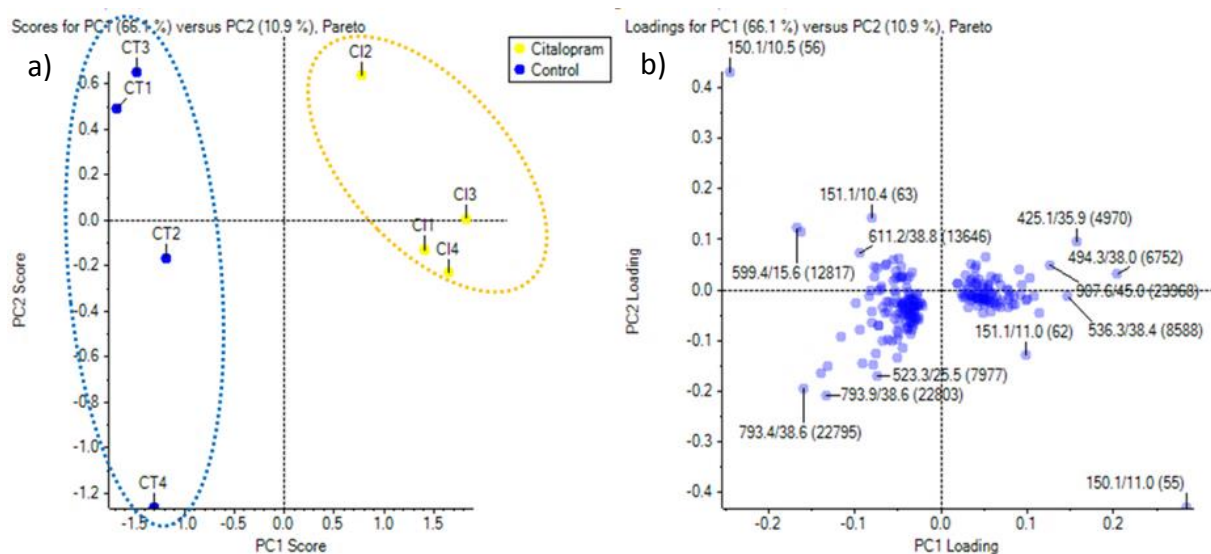 Scores for PC1 (66.1 %) versus PC2 (10.9 %), Pareto
a)
Citalopram
Control
CT3
CT1
CI2
CT2
CI3
CI1
CI4
CT4
PC2 Score
0.6
0.4
0.2
0.0
-0.2
-0.4
-0.6
-0.8
-1.0
-1.2
-1.5
-1.0
-0.5
0.0
0.5
1.0
1.5
PC1 Score
Loadings for PC1 (66.1 %) versus PC2 (10.9 %), Pareto
b)
150.1/10.5 (56)
151.1/10.4 (63)
425.1/35.9 (4970)
611.2/38.8 (13646)
494.3/38.0 (6752)
599.4/15.6 (12817)
907.6/45.0 (23968)
151.1/11.0 (62)
536.3/38.4 (8588)
523.3/25.5 (7977)
793.9/38.6 (22803)
793.4/38.6 (22795)
150.1/11.0 (55)
PC2 Loading
0.4
0.3
0.2
0.1
0.0
-0.1
-0.2
-0.3
-0.4
-0.2
-0.1
0.0
0.1
0.2
PC1 Loading